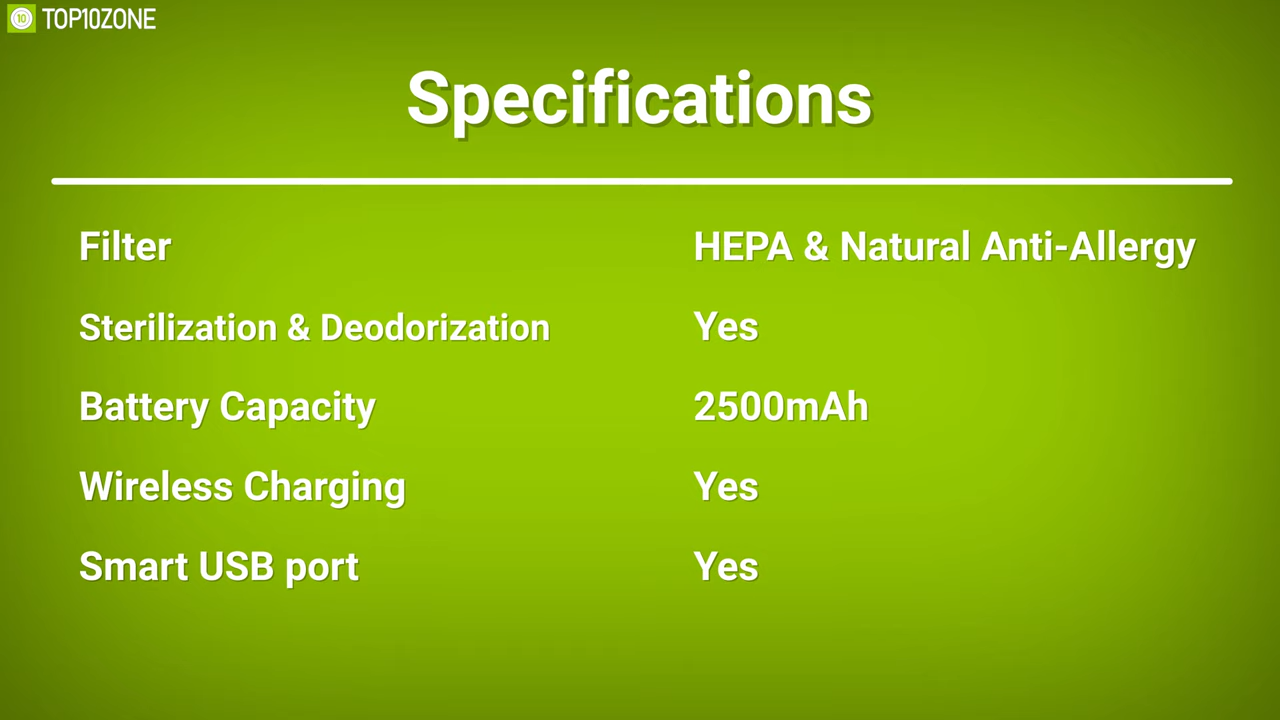 10 TOP10ZONE
Specifications
Filter HEPA & Natural Anti-Allergy
Sterilization & Deodorization Yes
Battery Capacity 2500mAh
Wireless Charging Yes
Smart USB port Yes